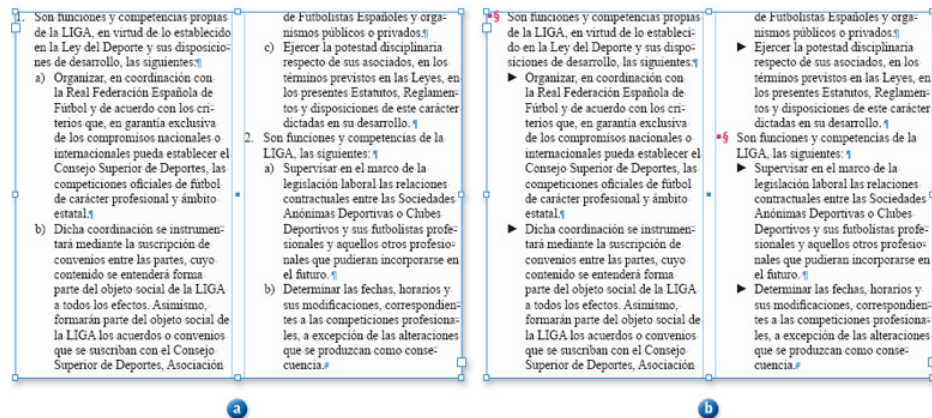 1. Son funciones y competencias propias
de la LIGA, en virtud de lo establecido
en la Ley del Deporte y sus disposicio-
nes de desarrollo, las siguientes:¶
a) Organizar, en coordinación con
la Real Federación Española de
Fútbol y de acuerdo con los cri-
terios que, en garantía exclusiva
de los compromisos nacionales o
internacionales pueda establecer el
Consejo Superior de Deportes, las
competiciones oficiales de fútbol
de carácter profesional y ámbito
estatal.¶
b) Dicha coordinación se instrumen-
tará mediante la suscripción de
convenios entre las partes, cuyo
contenido se entenderá forma
parte del objeto social de la LIGA
a todos los efectos. Asimismo,
formarán parte del objeto social de
la LIGA los acuerdos o convenios
que se suscriban con el Consejo
Superior de Deportes, Asociación
de Futbolistas Españoles y orga-
nismos públicos o privados.¶
c) Ejercer la potestad disciplinaria
respecto de sus asociados, en los
términos previstos en las Leyes, en
los presentes Estatutos, Reglamen-
tos y disposiciones de este carácter
dictadas en su desarrollo. ¶
2. Son funciones y competencias de la
LIGA, las siguientes: ¶
a) Supervisar en el marco de la
legislación laboral las relaciones
contractuales entre las Sociedades
Anónimas Deportivas o Clubes
Deportivos y sus futbolistas profe-
sionales y aquellos otros profesio-
nales que pudieran incorporarse en
el futuro. ¶
b) Determinar las fechas, horarios y
sus modificaciones, correspondien-
tes a las competiciones profesiona-
les, a excepción de las alteraciones
que se produzcan como conse-
cuencia.#
a
§ Son funciones y competencias propias
de la LIGA, en virtud de lo estableci-
do en la Ley del Deporte y sus dispo-
siciones de desarrollo, las siguientes:¶
► Organizar, en coordinación con
la Real Federación Española de
Fútbol y de acuerdo con los cri-
terios que, en garantía exclusiva
de los compromisos nacionales o
internacionales pueda establecer el
Consejo Superior de Deportes, las
competiciones oficiales de fútbol
de carácter profesional y ámbito
estatal.¶
► Dicha coordinación se instrumen-
tará mediante la suscripción de
convenios entre las partes, cuyo
contenido se entenderá forma
parte del objeto social de la LIGA
a todos los efectos. Asimismo,
formarán parte del objeto social de
la LIGA los acuerdos o convenios
que se suscriban con el Consejo
Superior de Deportes, Asociación
de Futbolistas Españoles y orga-
nismos públicos o privados.¶
► Ejercer la potestad disciplinaria
respecto de sus asociados, en los
términos previstos en las Leyes, en
los presentes Estatutos, Reglamen-
tos y disposiciones de este carácter
dictadas en su desarrollo. ¶
§ Son funciones y competencias de la
LIGA, las siguientes: ¶
► Supervisar en el marco de la
legislación laboral las relaciones
contractuales entre las Sociedades
Anónimas Deportivas o Clubes
Deportivos y sus futbolistas profe-
sionales y aquellos otros profesio-
nales que pudieran incorporarse en
el futuro. ¶
► Determinar las fechas, horarios y
sus modificaciones, correspondien-
tes a las competiciones profesiona-
les, a excepción de las alteraciones
que se produzcan como conse-
cuencia.#
b